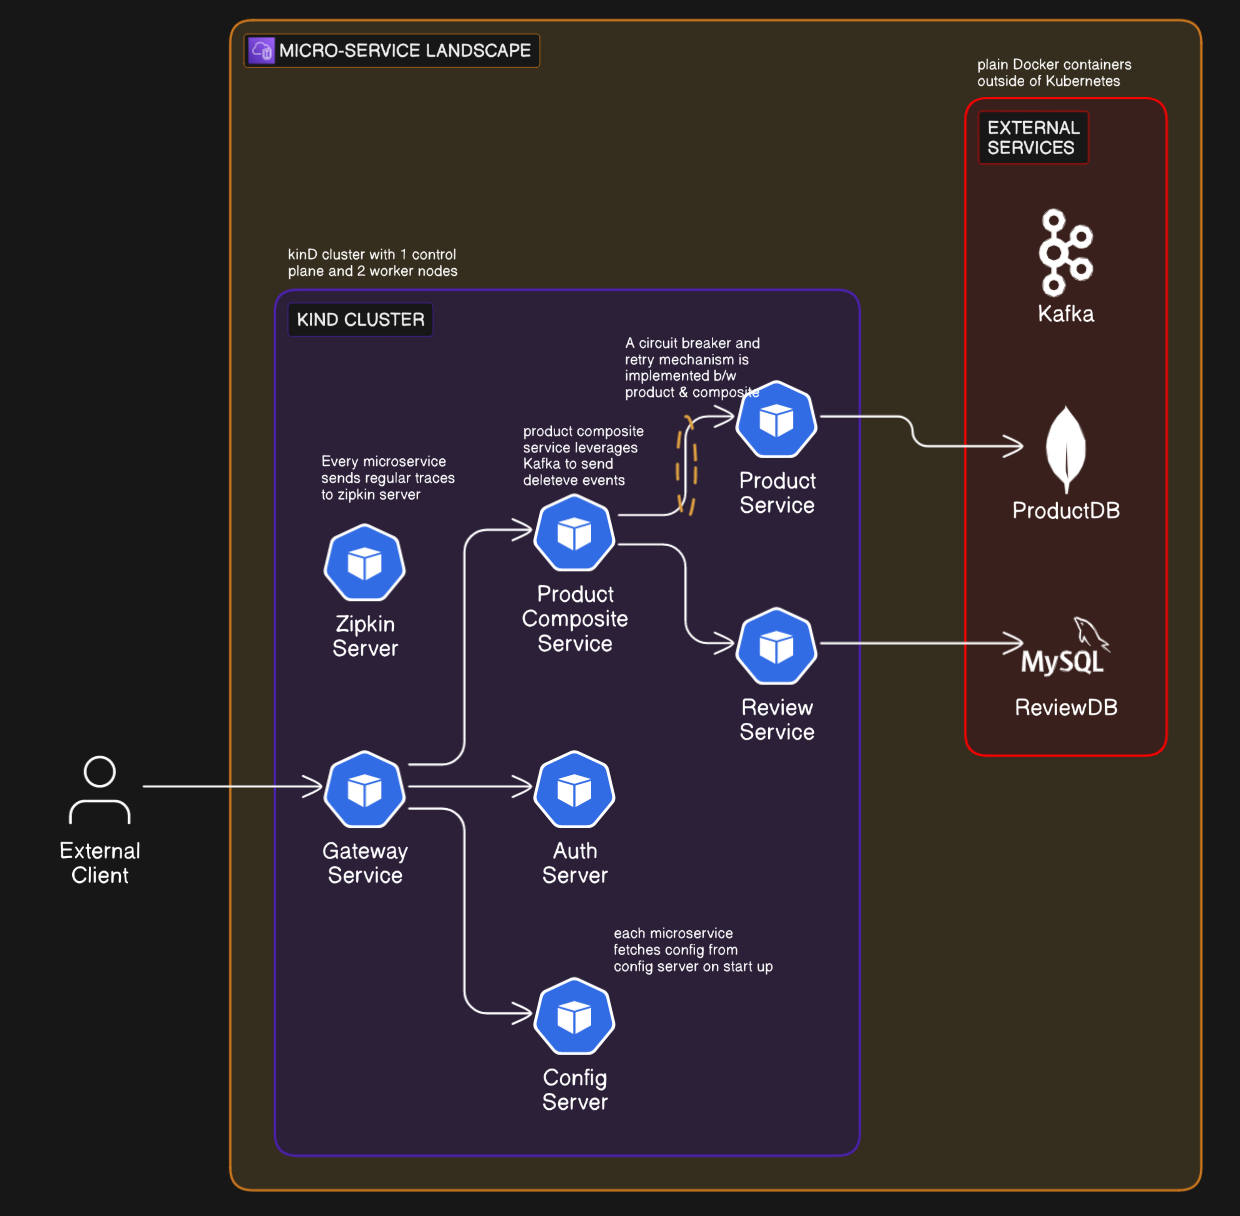 MICRO-SERVICE LANDSCAPE
plain Docker containers
outside of Kubernetes
EXTERNAL
SERVICES
Kafka
kinD cluster with 1 control
plane and 2 worker nodes
KIND CLUSTER
A circuit breaker and
retry mechanism is
implemented b/w
product & composite
product composite
service leverages
Kafka to send
deleteve events
Every microservice
sends regular traces
to zipkin server
Product
Service
ProductDB
Zipkin
Server
Product
Composite
Service
MySQL
ReviewDB
Review
Service
External
Client
Gateway
Service
Auth
Server
each microservice
fetches config from
config server on start up
Config
Server